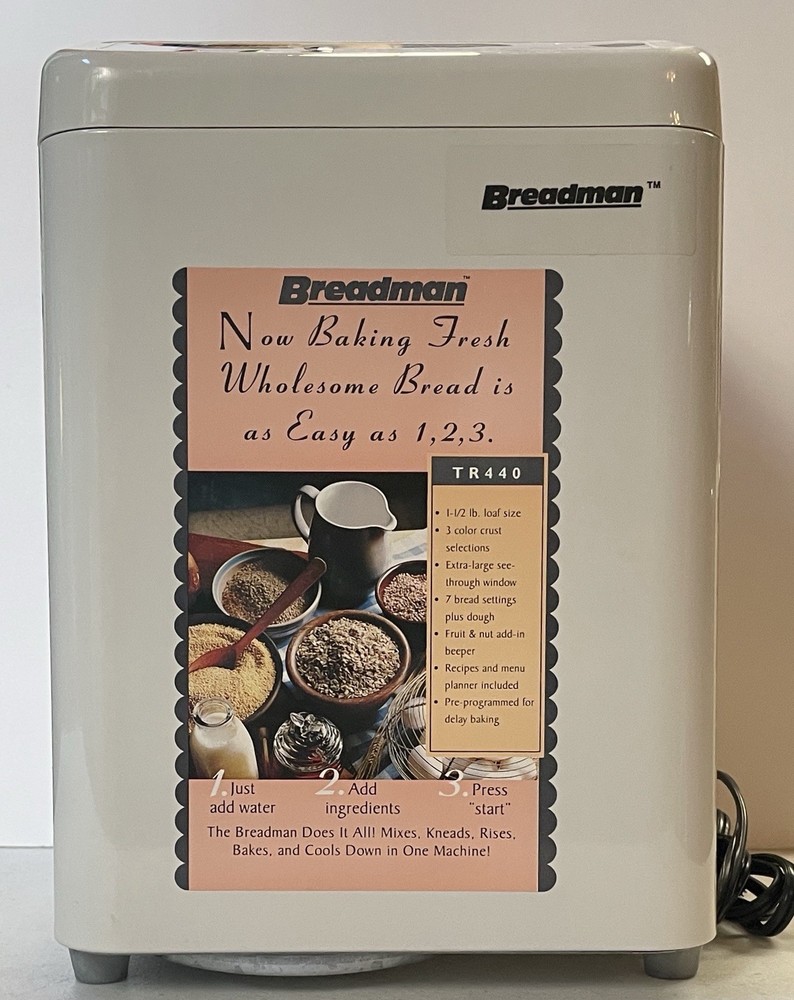 Breadman™
Breadman™
Now Baking Fresh
Wholesome Bread is
as Easy as 1,2,3.
TR440
• 1-1/2 lb. loaf size
• 3 color crust
selections
• Extra-large see-
through window
• 7 bread settings
plus dough
• Fruit & nut add-in
beeper
• Recipes and menu
planner included
• Pre-programmed for
delay baking
1. Just
add water
2. Add
ingredients
3. Press
"start"
The Breadman Does It All! Mixes, Kneads, Rises,
Bakes, and Cools Down in One Machine!